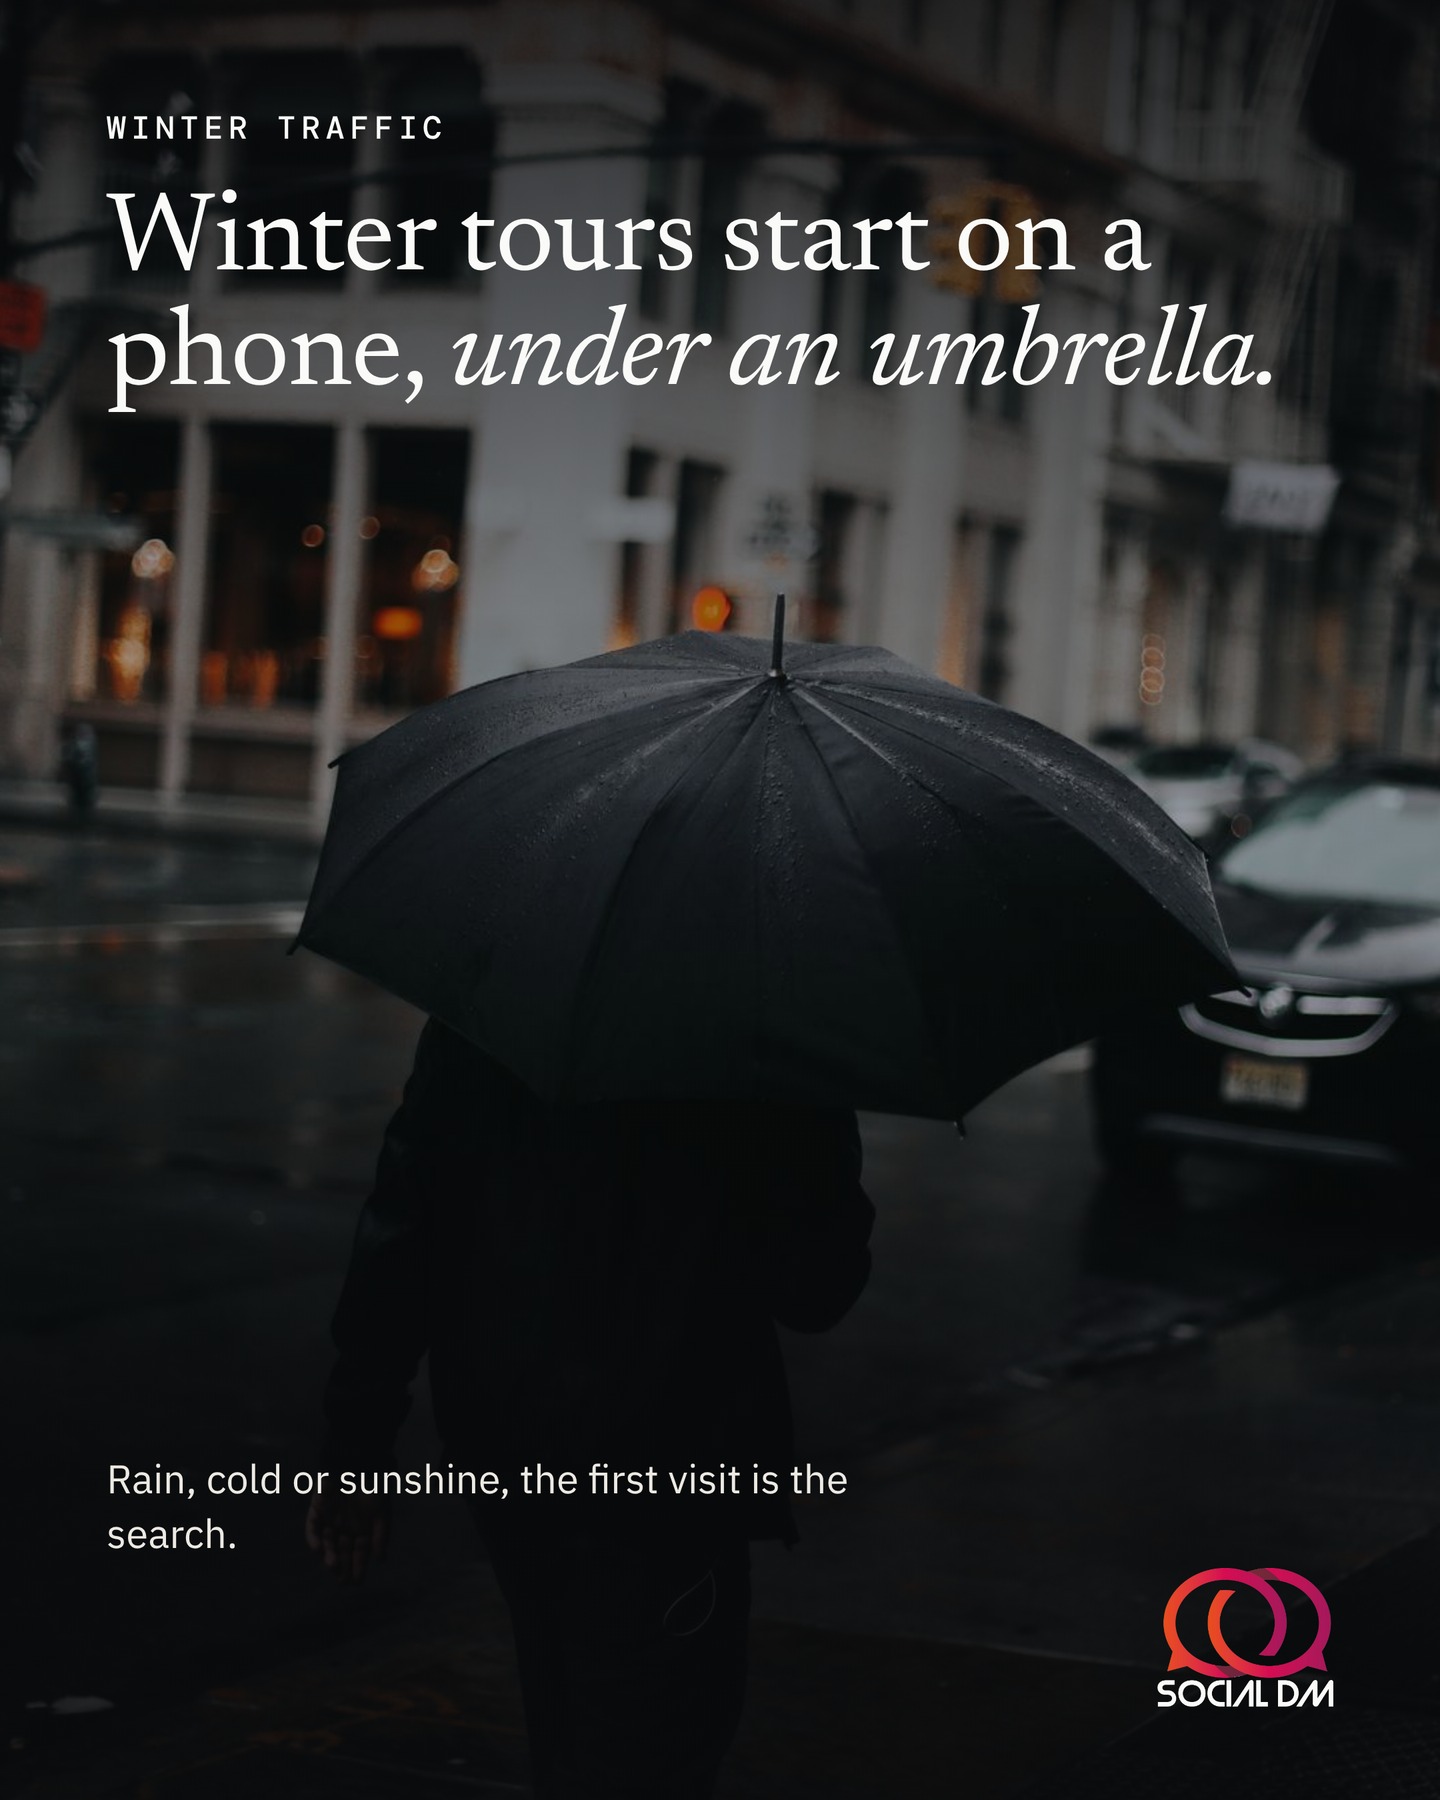 WINTER TRAFFIC
Winter tours start on a
phone, under an umbrella.
Rain, cold or sunshine, the first visit is the
search.
SOCIAL DM